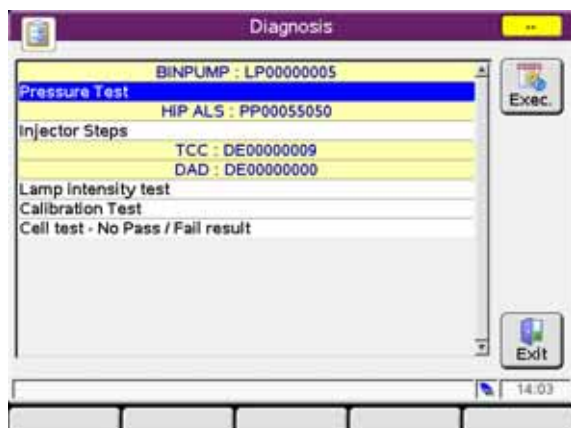 Diagnosis
--
BINPUMP : LP00000005
Pressure Test
HIP ALS : PP00055050
Injector Steps
TCC : DE00000009
DAD : DE00000000
Lamp intensity test
Calibration Test
Cell test - No Pass / Fail result
Exec.
Exit
14:03